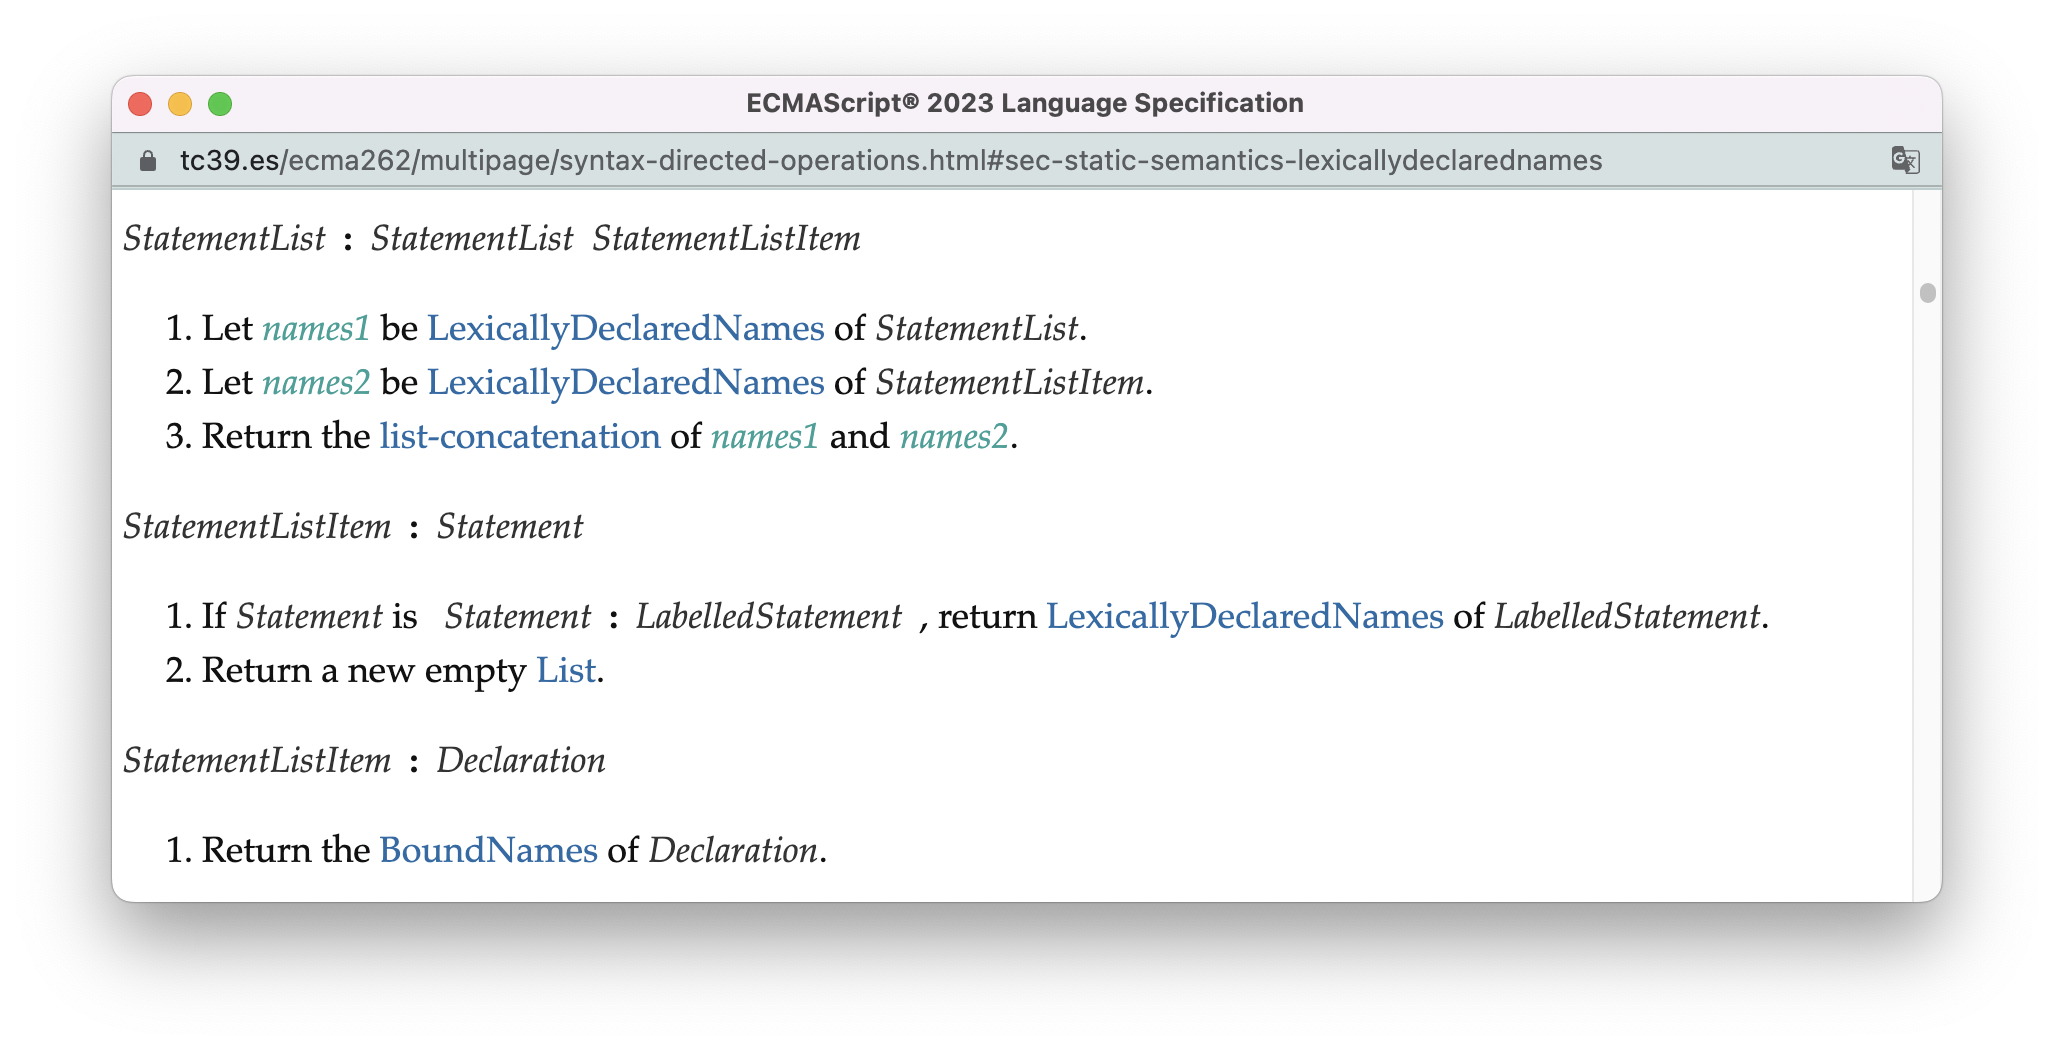 ECMAScript® 2023 Language Specification
tc39.es/ecma262/multipage/syntax-directed-operations.html#sec-static-semantics-lexicallydeclarednames
StatementList : StatementList StatementListItem
1. Let names1 be LexicallyDeclaredNames of StatementList.
2. Let names2 be LexicallyDeclaredNames of StatementListItem.
3. Return the list-concatenation of names1 and names2.
StatementListItem : Statement
1. If Statement is Statement : LabelledStatement , return LexicallyDeclaredNames of LabelledStatement.
2. Return a new empty List.
StatementListItem : Declaration
1. Return the BoundNames of Declaration.